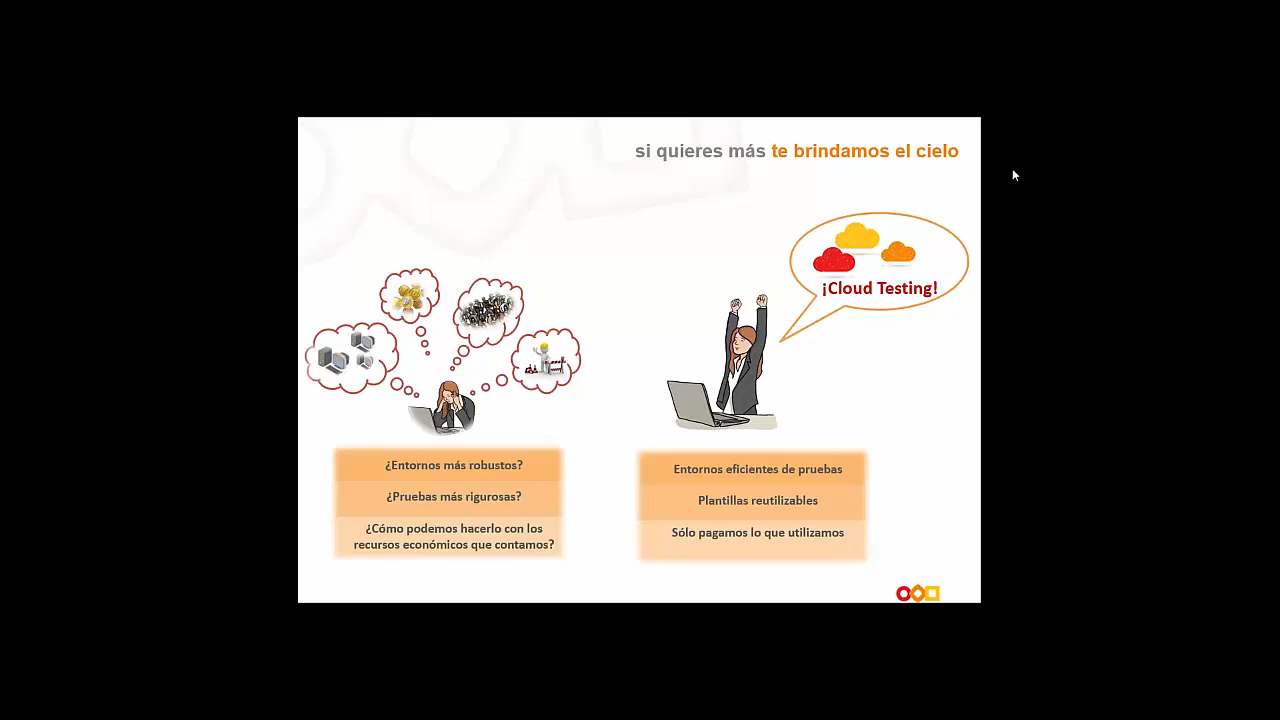 si quieres más te brindamos el cielo
¡Cloud Testing!
¿Entornos más robustos?
¿Pruebas más rigurosas?
¿Cómo podemos hacerlo con los
recursos económicos que contamos?
Entornos eficientes de pruebas
Plantillas reutilizables
Sólo pagamos lo que utilizamos